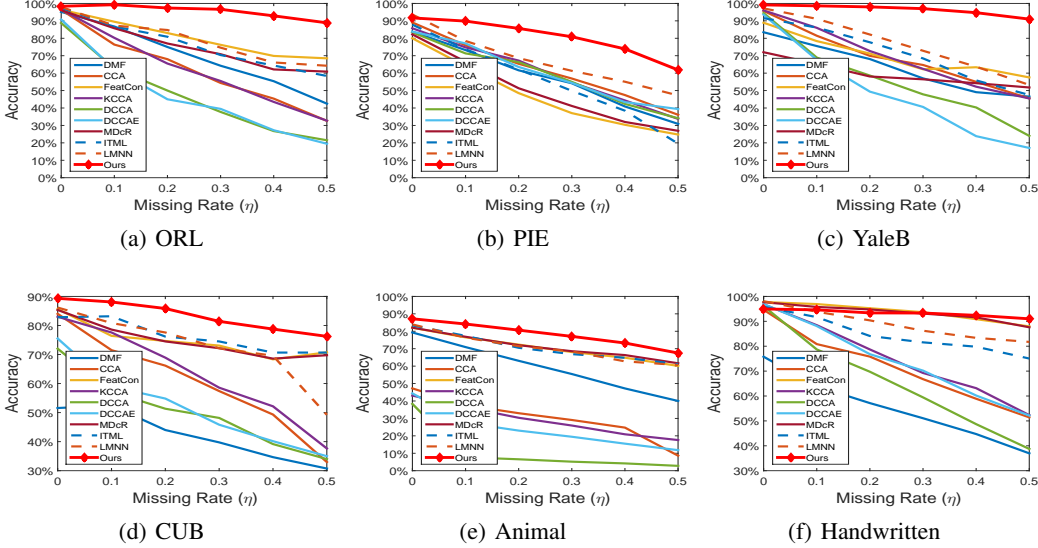 100%
90%
80%
70%
60%
50%
40%
30%
20%
10%
0%
Accuracy
DMF
CCA
FeatCon
KCCA
DCCA
DCCAE
MDcR
ITML
LMNN
Ours
0 0.1 0.2 0.3 0.4 0.5
Missing Rate (η)
(a) ORL
100%
90%
80%
70%
60%
50%
40%
30%
20%
10%
0%
Accuracy
DMF
CCA
FeatCon
KCCA
DCCA
DCCAE
MDcR
ITML
LMNN
Ours
0 0.1 0.2 0.3 0.4 0.5
Missing Rate (η)
(b) PIE
100%
90%
80%
70%
60%
50%
40%
30%
20%
10%
0%
Accuracy
DMF
CCA
FeatCon
KCCA
DCCA
DCCAE
MDcR
ITML
LMNN
Ours
0 0.1 0.2 0.3 0.4 0.5
Missing Rate (η)
(c) YaleB
90%
80%
70%
60%
50%
40%
30%
Accuracy
DMF
CCA
FeatCon
KCCA
DCCA
DCCAE
MDcR
ITML
LMNN
Ours
0 0.1 0.2 0.3 0.4 0.5
Missing Rate (η)
(d) CUB
100%
90%
80%
70%
60%
50%
40%
30%
20%
10%
0%
Accuracy
DMF
CCA
FeatCon
KCCA
DCCA
DCCAE
MDcR
ITML
LMNN
Ours
0 0.1 0.2 0.3 0.4 0.5
Missing Rate (η)
(e) Animal
100%
90%
80%
70%
60%
50%
40%
30%
Accuracy
DMF
CCA
FeatCon
KCCA
DCCA
DCCAE
MDcR
ITML
LMNN
Ours
0 0.1 0.2 0.3 0.4 0.5
Missing Rate (η)
(f) Handwritten